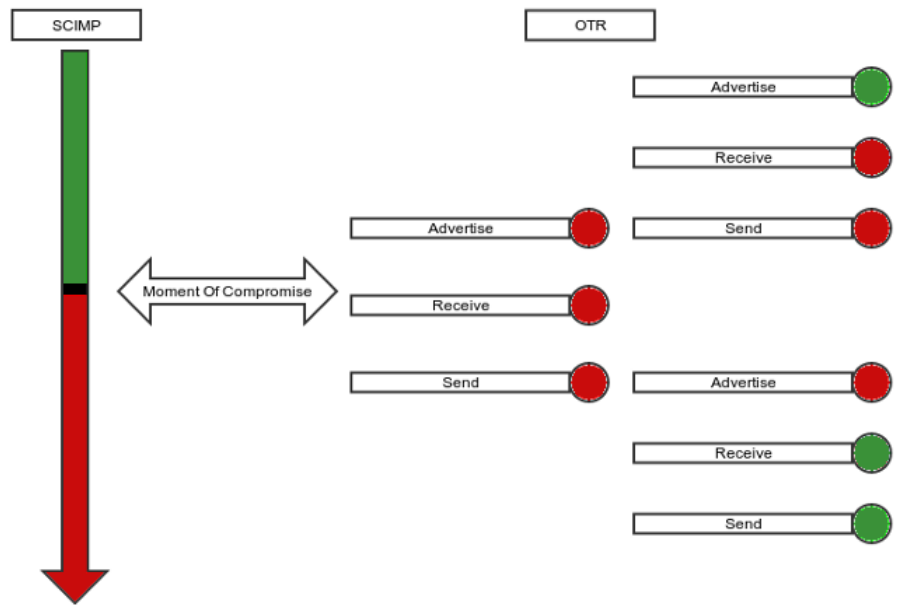 SCIMP
OTR
Advertise
Receive
Advertise
Send
Moment Of Compromise
Receive
Send
Advertise
Receive
Send